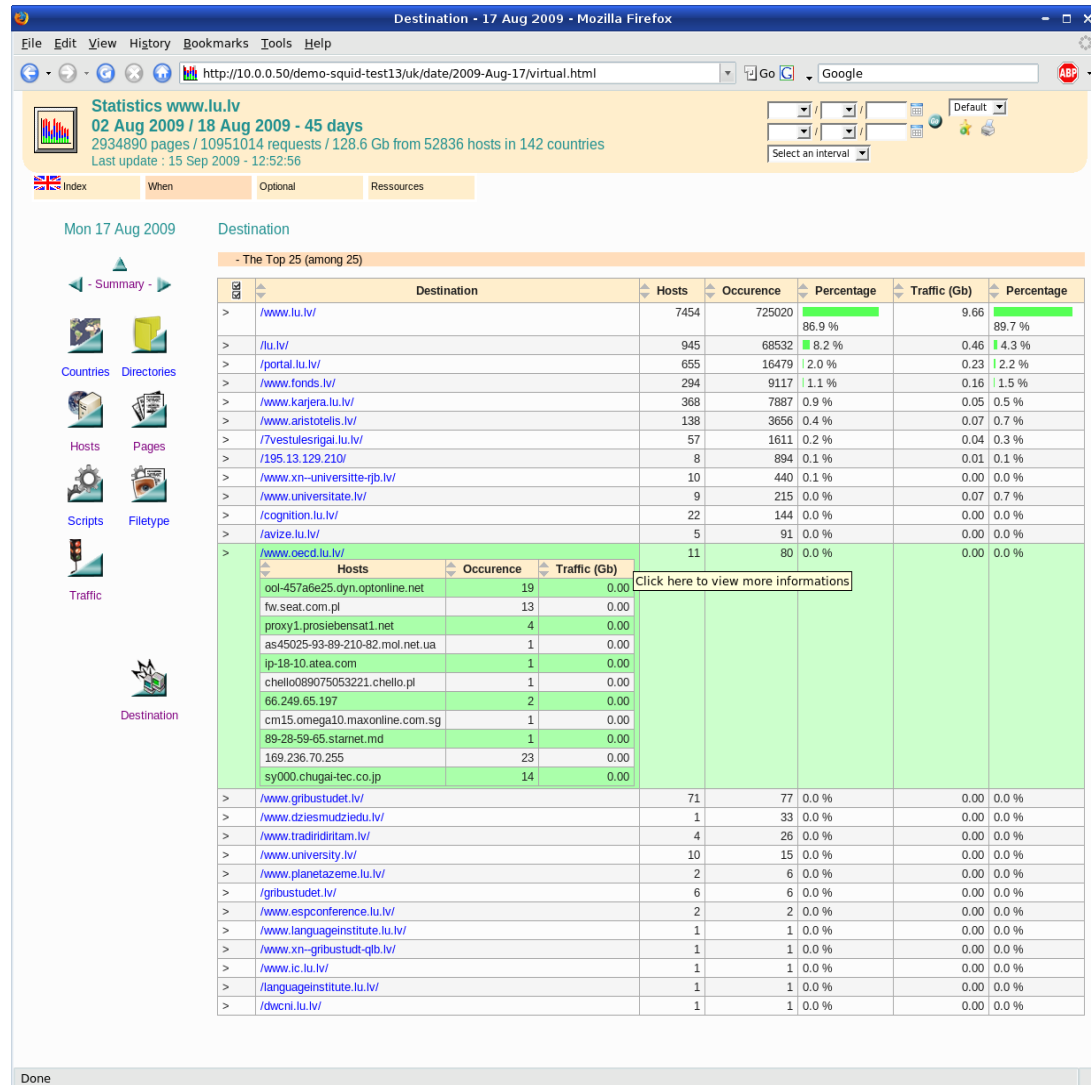 Destination - 17 Aug 2009 - Mozilla Firefox
File Edit View History Bookmarks Tools Help
http://10.0.0.50/demo-squid-test13/uk/date/2009-Aug-17/virtual.html Go G Google ABP
Statistics www.lu.lv
02 Aug 2009 / 18 Aug 2009 - 45 days
2934890 pages / 10951014 requests / 128.6 Gb from 52836 hosts in 142 countries
Last update : 15 Sep 2009 - 12:52:56
/ / Default
/ /
Select an interval
Index When Optional Ressources
Mon 17 Aug 2009
- Summary -
Countries Directories
Hosts Pages
Scripts Filetype
Traffic
Destination
Destination
- The Top 25 (among 25)
Destination Hosts Occurence Percentage Traffic (Gb) Percentage
> /www.lu.lv/ 7454 725020 86.9 % 9.66 89.7 %
> /lu.lv/ 945 68532 8.2 % 0.46 4.3 %
> /portal.lu.lv/ 655 16479 2.0 % 0.23 2.2 %
> /www.fonds.lv/ 294 9117 1.1 % 0.16 1.5 %
> /www.karjera.lu.lv/ 368 7887 0.9 % 0.05 0.5 %
> /www.aristotelis.lv/ 138 3656 0.4 % 0.07 0.7 %
> /7vestulesrigai.lu.lv/ 57 1611 0.2 % 0.04 0.3 %
> /195.13.129.210/ 8 894 0.1 % 0.01 0.1 %
> /www.xn--universitte-rjb.lv/ 10 440 0.1 % 0.00 0.0 %
> /www.universitate.lv/ 9 215 0.0 % 0.07 0.7 %
> /cognition.lu.lv/ 22 144 0.0 % 0.00 0.0 %
> /avize.lu.lv/ 5 91 0.0 % 0.00 0.0 %
> /www.oecd.lu.lv/ 11 80 0.0 % 0.00 0.0 %
Hosts Occurence Traffic (Gb)
Click here to view more informations
ool-457a6e25.dyn.optonline.net 19 0.00
fw.seat.com.pl 13 0.00
proxy1.prosiebensat1.net 4 0.00
as45025-93-89-210-82.mol.net.ua 1 0.00
ip-18-10.atea.com 1 0.00
chello089075053221.chello.pl 1 0.00
66.249.65.197 2 0.00
cm15.omega10.maxonline.com.sg 1 0.00
89-28-59-65.starnet.md 1 0.00
169.236.70.255 23 0.00
sy000.chugai-tec.co.jp 14 0.00
> /www.gribustudet.lv/ 71 77 0.0 % 0.00 0.0 %
> /www.dziesmudziedu.lv/ 1 33 0.0 % 0.00 0.0 %
> /www.tradiridiritam.lv/ 4 26 0.0 % 0.00 0.0 %
> /www.university.lv/ 10 15 0.0 % 0.00 0.0 %
> /www.planetazeme.lu.lv/ 2 6 0.0 % 0.00 0.0 %
> /gribustudet.lv/ 6 6 0.0 % 0.00 0.0 %
> /www.espconference.lu.lv/ 2 2 0.0 % 0.00 0.0 %
> /www.languageinstitute.lu.lv/ 1 1 0.0 % 0.00 0.0 %
> /www.xn--gribustudt-qlb.lv/ 1 1 0.0 % 0.00 0.0 %
> /www.ic.lu.lv/ 1 1 0.0 % 0.00 0.0 %
> /languageinstitute.lu.lv/ 1 1 0.0 % 0.00 0.0 %
> /dwcni.lu.lv/ 1 1 0.0 % 0.00 0.0 %
Done